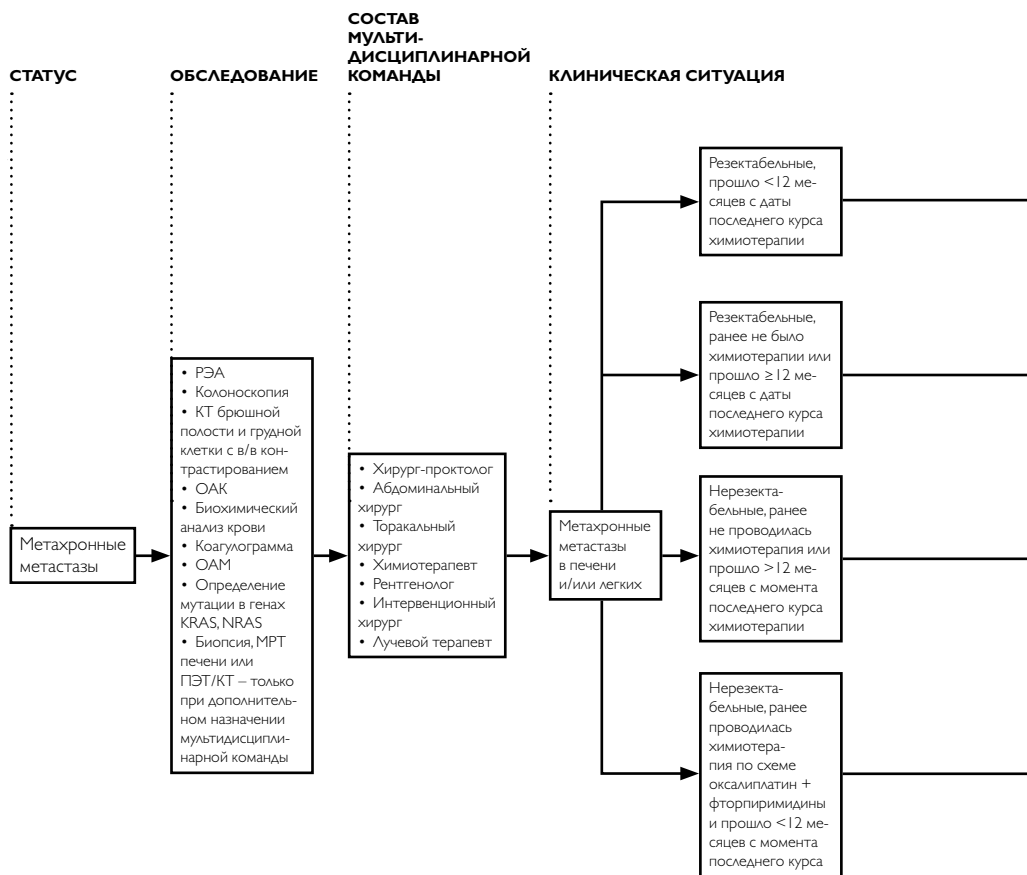 СТАТУС
ОБСЛЕДОВАНИЕ
СОСТАВ
МУЛЬТИ-
ДИСЦИПЛИНАРНОЙ
КОМАНДЫ
КЛИНИЧЕСКАЯ СИТУАЦИЯ
Метахронные
метастазы
• РЭА
• Колоноскопия
• КТ брюшной
полости и грудной
клетки с в/в кон-
трастированием
• ОАК
• Биохимический
анализ крови
• Коагулограмма
• ОАМ
• Определение
мутации в генах
KRAS, NRAS
• Биопсия, МРТ
печени или
ПЭТ/КТ – только
при дополнитель-
ном назначении
мультидисципли-
нарной команды
• Хирург-проктолог
• Абдоминальный
хирург
• Торакальный
хирург
• Химиотерапевт
• Рентгенолог
• Интервенционный
хирург
• Лучевой терапевт
Метахронные
метастазы
в печени
и/или легких
Резектабельные,
прошло <12 ме-
сяцев с даты
последнего курса
химиотерапии
Резектабельные,
ранее не было
химиотерапии или
прошло ≥12 ме-
сяцев с даты
последнего курса
химиотерапии
Нерезекта-
бельные, ранее
не проводилась
химиотерапия или
прошло >12 ме-
сяцев с момента
последнего курса
химиотерапии
Нерезекта-
бельные, ранее
проводилась
химиотера-
пия по схеме
оксалиплатин +
фторпиримидины
и прошло <12 ме-
сяцев с момента
последнего курса